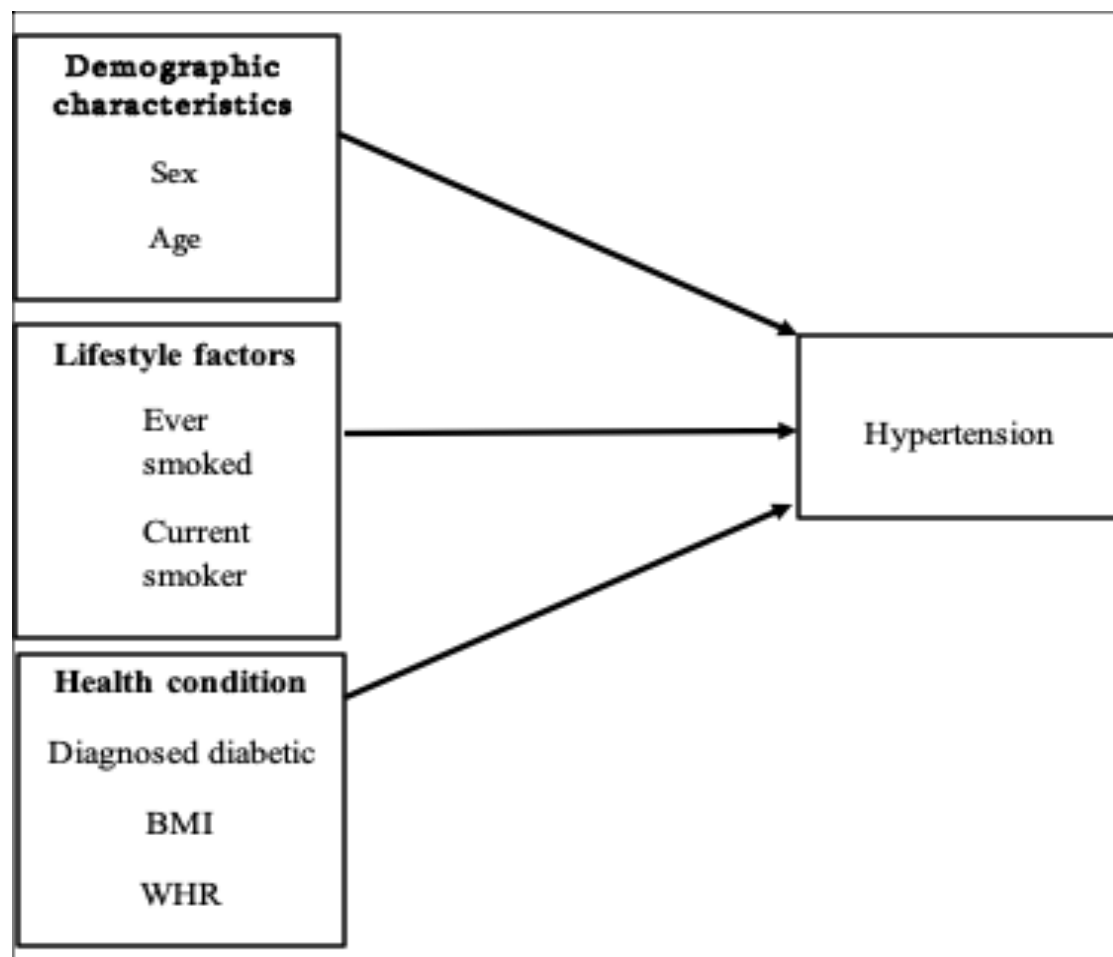 Demographic
characteristics
Sex
Age
Lifestyle factors
Ever
smoked
Current
smoker
Health condition
Diagnosed diabetic
BMI
WHR
Hypertension